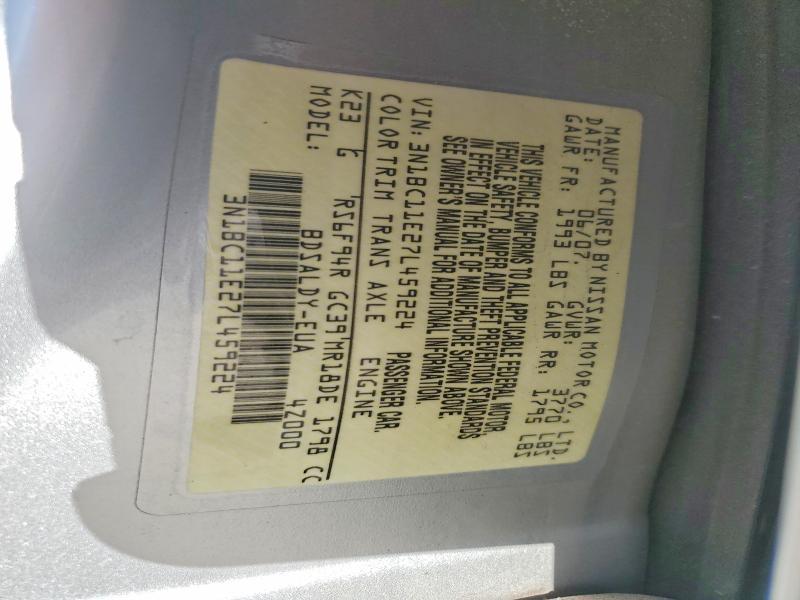 MANUFACTURED BY NISSAN MOTOR CO., LTD.
DATE: 06/07, GVWR: 3770 LBS
GAWR FR: 1993 LBS GAWR RR: 1795 LBS
THIS VEHICLE CONFORMS TO ALL APPLICABLE FEDERAL MOTOR
VEHICLE SAFETY, BUMPER AND THEFT PREVENTION STANDARDS
IN EFFECT ON THE DATE OF MANUFACTURE SHOWN ABOVE.
SEE OWNER'S MANUAL FOR ADDITIONAL INFORMATION.
VIN: 3N1BC11E27L459224 PASSENGER CAR.
COLOR TRIM TRANS AXLE ENGINE
K23 G RZ6F94R GC39 MR18DE 1798 CC
MODEL: BDSALDY-EUA 4Z000
3N1BC11E27L459224